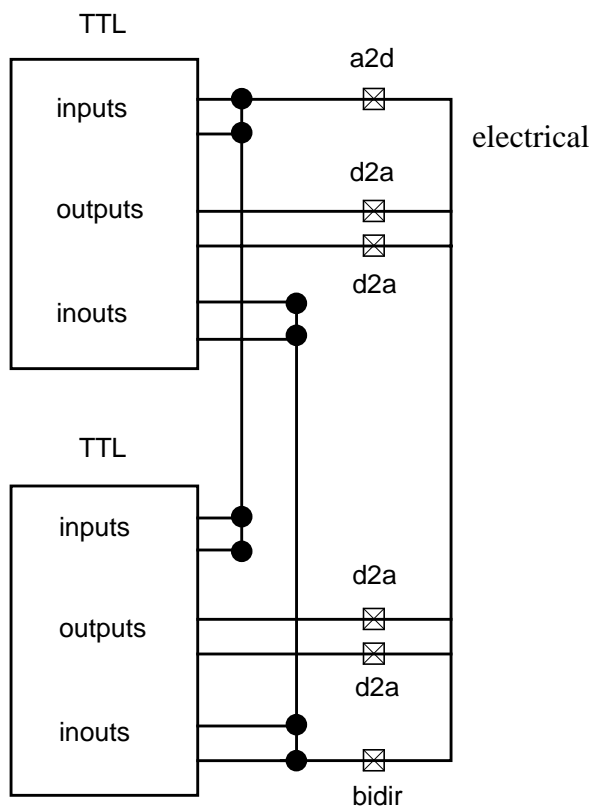 TTL
a2d
inputs
electrical
d2a
outputs
d2a
inouts
TTL
inputs
d2a
outputs
d2a
inouts
bidir